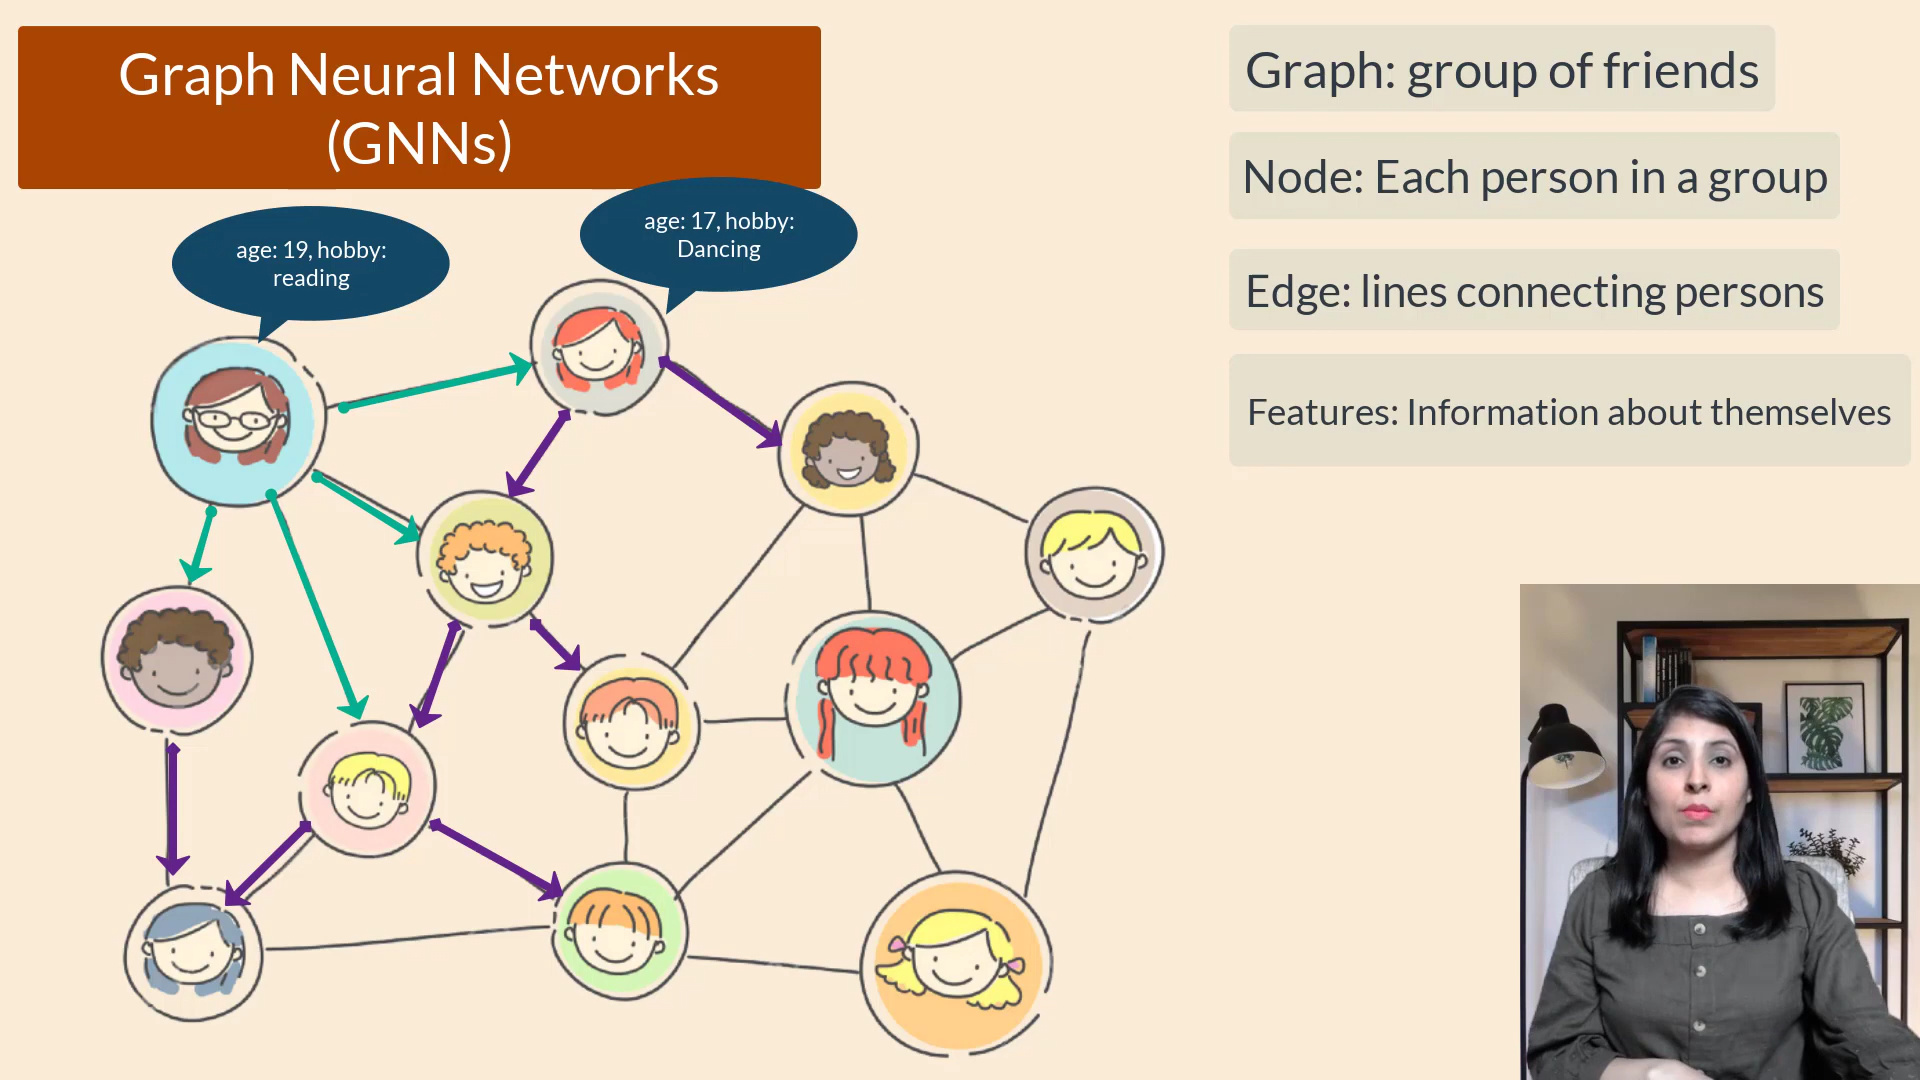 Graph Neural Networks
(GNNs)
age: 19, hobby:
reading
age: 17, hobby:
Dancing
Graph: group of friends
Node: Each person in a group
Edge: lines connecting persons
Features: Information about themselves